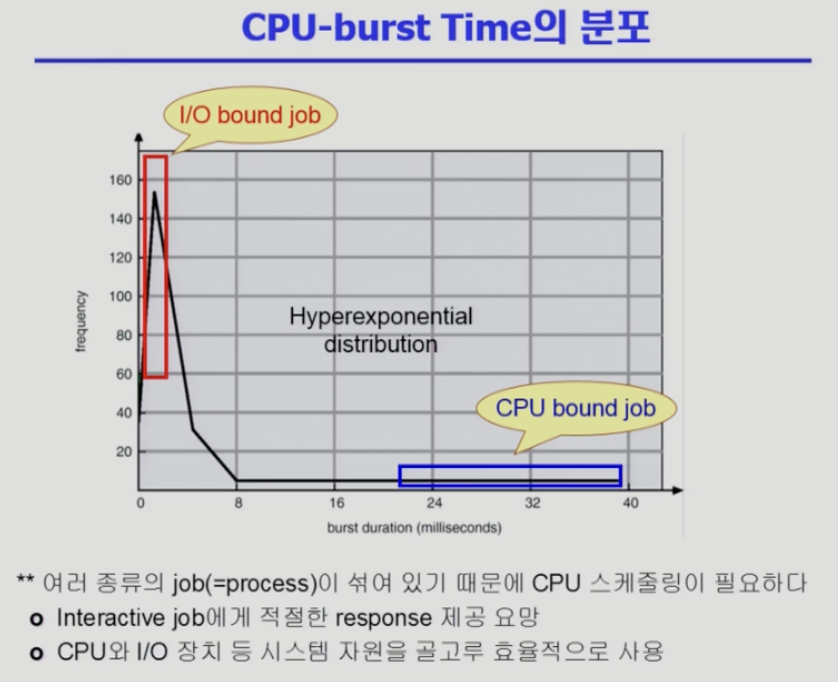 CPU-burst Time의 분포
I/O bound job
160
140
120
100
80
60
40
20
frequency
Hyperexponential
distribution
CPU bound job
0 8 16 24 32 40
burst duration (milliseconds)
** 여러 종류의 job(=process)이 섞여 있기 때문에 CPU 스케줄링이 필요하다
o Interactive job에게 적절한 response 제공 요망
o CPU와 I/O 장치 등 시스템 자원을 골고루 효율적으로 사용